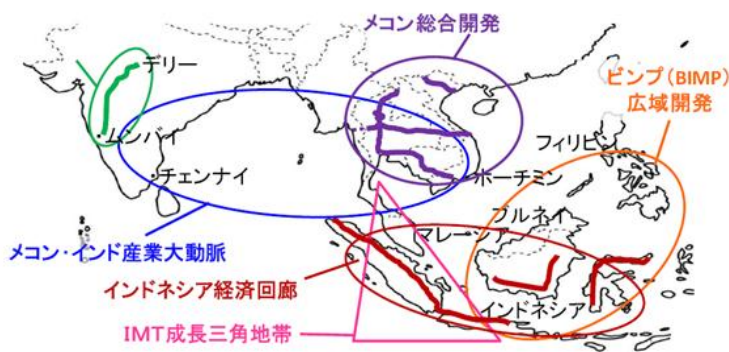 メコン総合開発
デリー
ビンプ（BIMP）
広域開発
ムンバイ
フィリピン
チェンナイ
ホーチミン
ブルネイ
マレーシア
メコン・インド産業大動脈
インドネシア経済回廊
インドネシア
IMT成長三角地帯